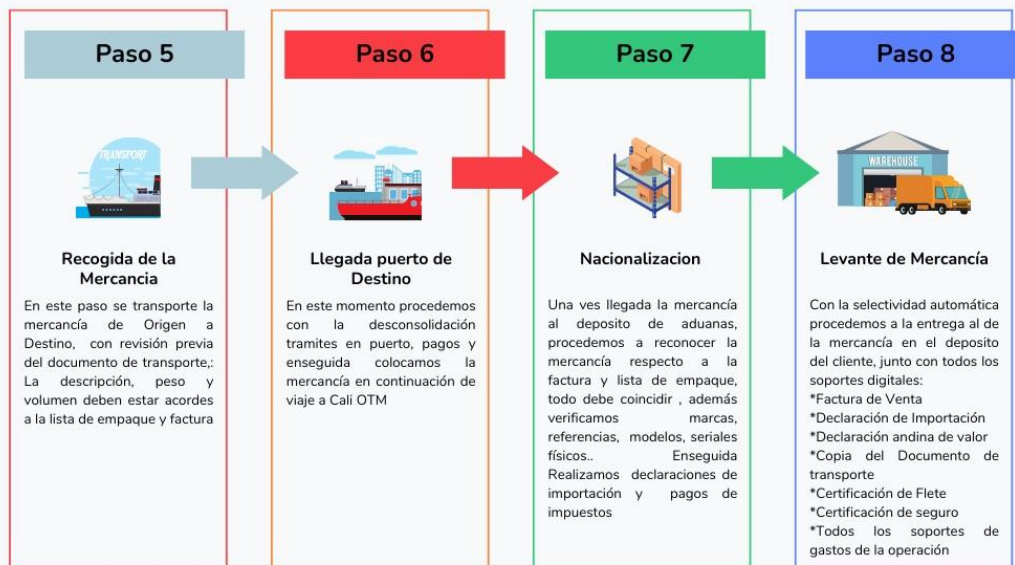 Paso 5
TRANSPORT
Recogida de la
Mercancia
En este paso se transporte la
mercancía de Origen a
Destino, con revisión previa
del documento de transporte,:
La descripción, peso y
volumen deben estar acordes
a la lista de empaque y factura
Paso 6
Llegada puerto de
Destino
En este momento procedemos
con la desconsolidación
tramites en puerto, pagos y
enseguida colocamos la
mercancía en continuación de
viaje a Cali OTM
Paso 7
Nacionalizacion
Una ves llegada la mercancía
al deposito de aduanas,
procedemos a reconocer la
mercancía respecto a la
factura y lista de empaque,
todo debe coincidir , además
verificamos marcas,
referencias, modelos, seriales
físicos.. Enseguida
Realizamos declaraciones de
importación y pagos de
impuestos
Paso 8
WAREHOUSE
Levante de Mercancía
Con la selectividad automática
procedemos a la entrega al de
la mercancía en el deposito
del cliente, junto con todos los
soportes digitales:
*Factura de Venta
*Declaración de Importación
*Declaración andina de valor
*Copia del Documento de
transporte
*Certificación de Flete
*Certificación de seguro
*Todos los soportes de
gastos de la operación